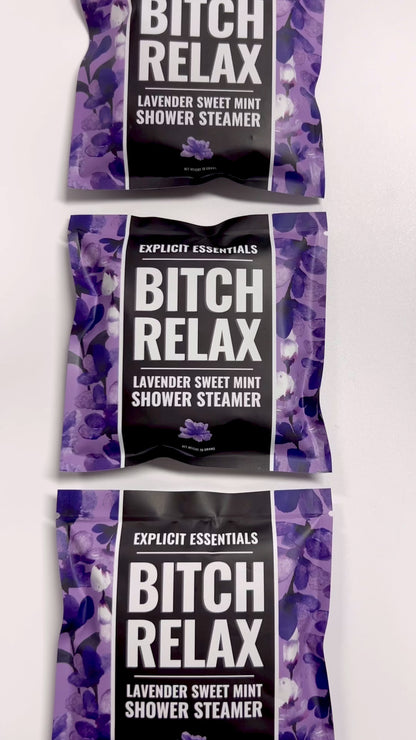 BITCH
RELAX
LAVENDER SWEET MINT
SHOWER STEAMER
EXPLICIT ESSENTIALS
BITCH
RELAX
LAVENDER SWEET MINT
SHOWER STEAMER
EXPLICIT ESSENTIALS
BITCH
RELAX
LAVENDER SWEET MINT
SHOWER STEAMER